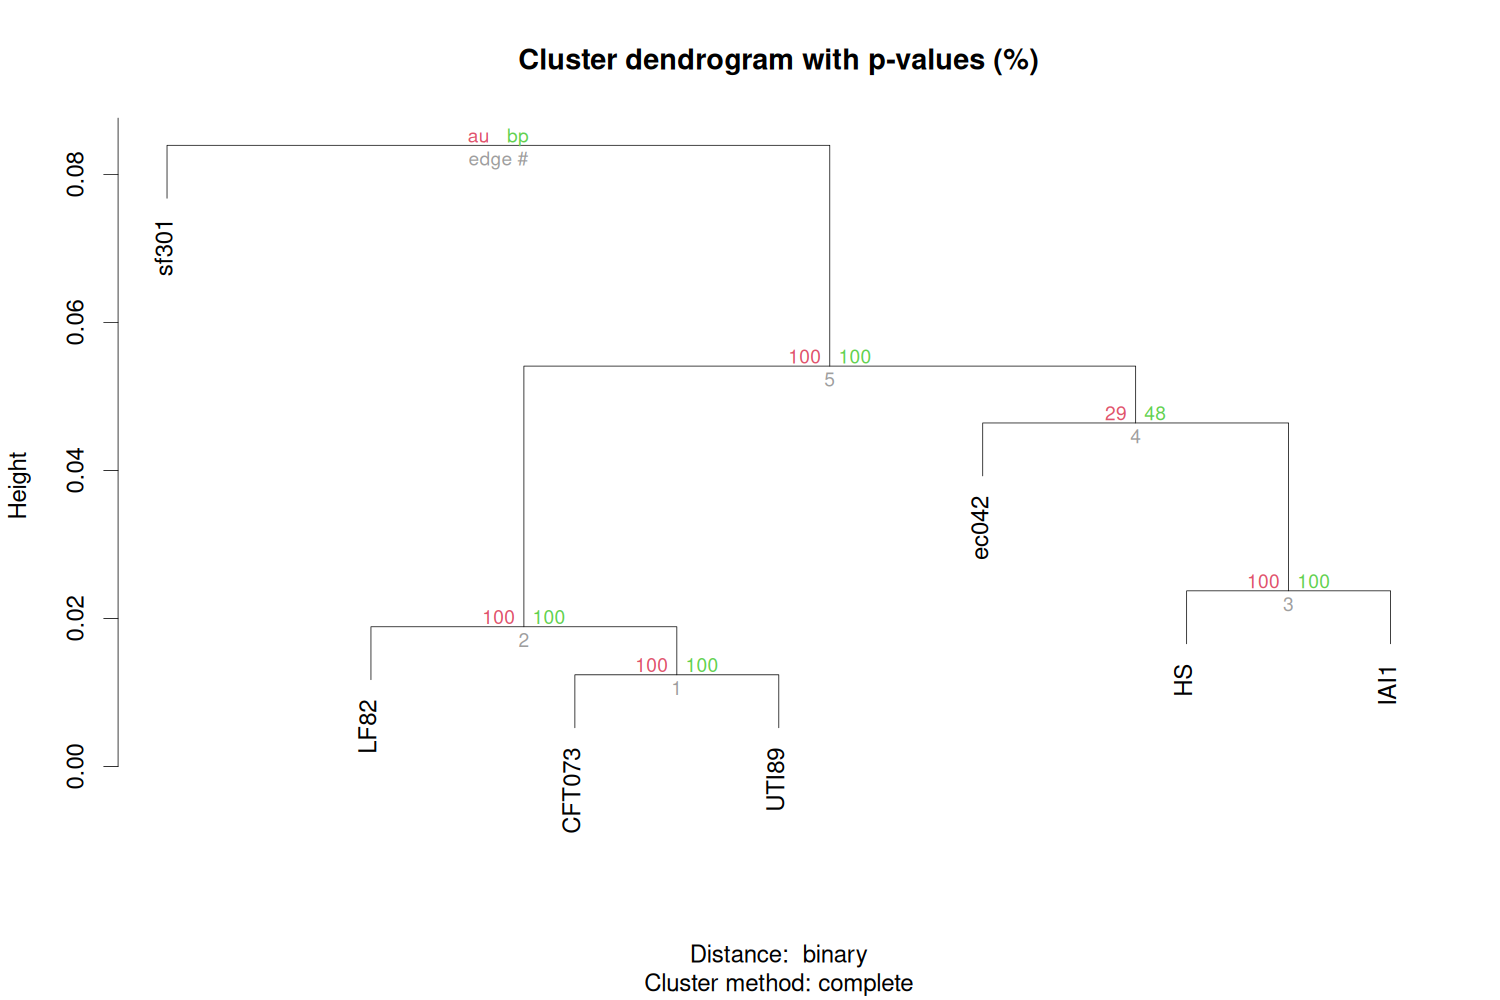 Cluster dendrogram with p-values (%)
au bp
edge #
0.08
sf301
0.06
100 100
5
29 48
4
0.04
Height
ec042
100 100
3
0.02
100 100
2
100 100
1
HS
IAI1
LF82
0.00
CFT073
UTI89
Distance: binary
Cluster method: complete